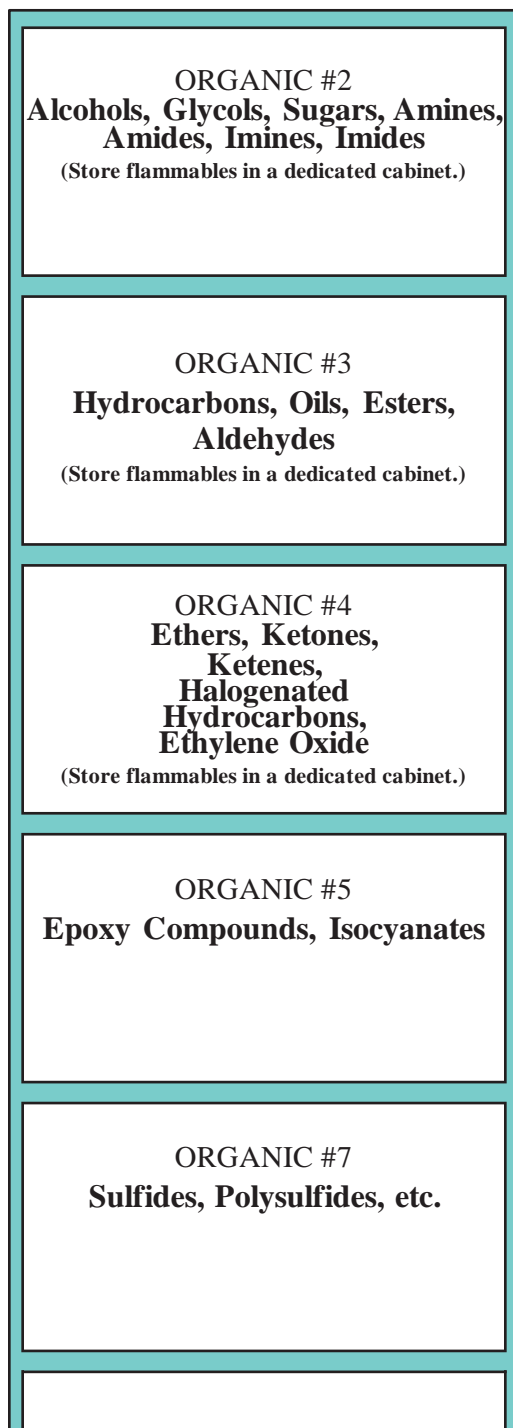 ORGANIC #2
Alcohols, Glycols, Sugars, Amines,
Amides, Imines, Imides
(Store flammables in a dedicated cabinet.)
ORGANIC #3
Hydrocarbons, Oils, Esters,
Aldehydes
(Store flammables in a dedicated cabinet.)
ORGANIC #4
Ethers, Ketones,
Ketenes,
Halogenated
Hydrocarbons,
Ethylene Oxide
(Store flammables in a dedicated cabinet.)
ORGANIC #5
Epoxy Compounds, Isocyanates
ORGANIC #7
Sulfides, Polysulfides, etc.